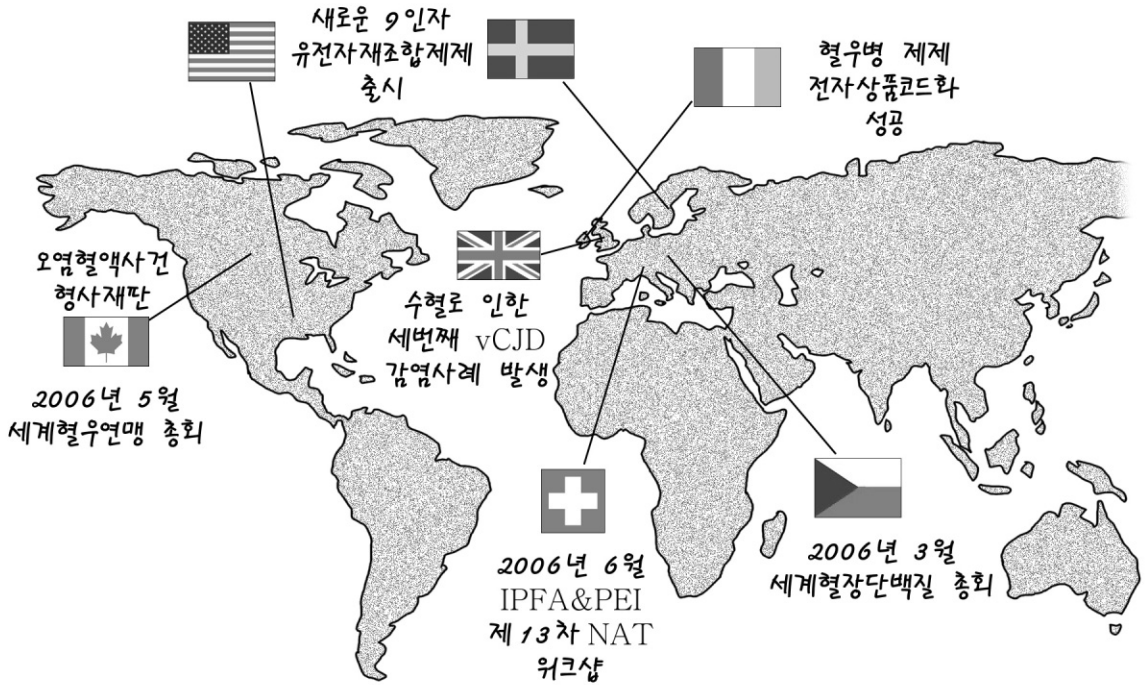 새로운 9인자
유전자재조합제제
출시
혈우병 제제
전자상품코드화
성공
오염혈액사건
형사재판
2006년 5월
세계혈우연맹 총회
수혈로 인한
세번째 vCJD
감염사례 발생
2006년 6월
IPFA&PEI
제 13차 NAT
워크샵
2006년 3월
세계혈장단백질 총회